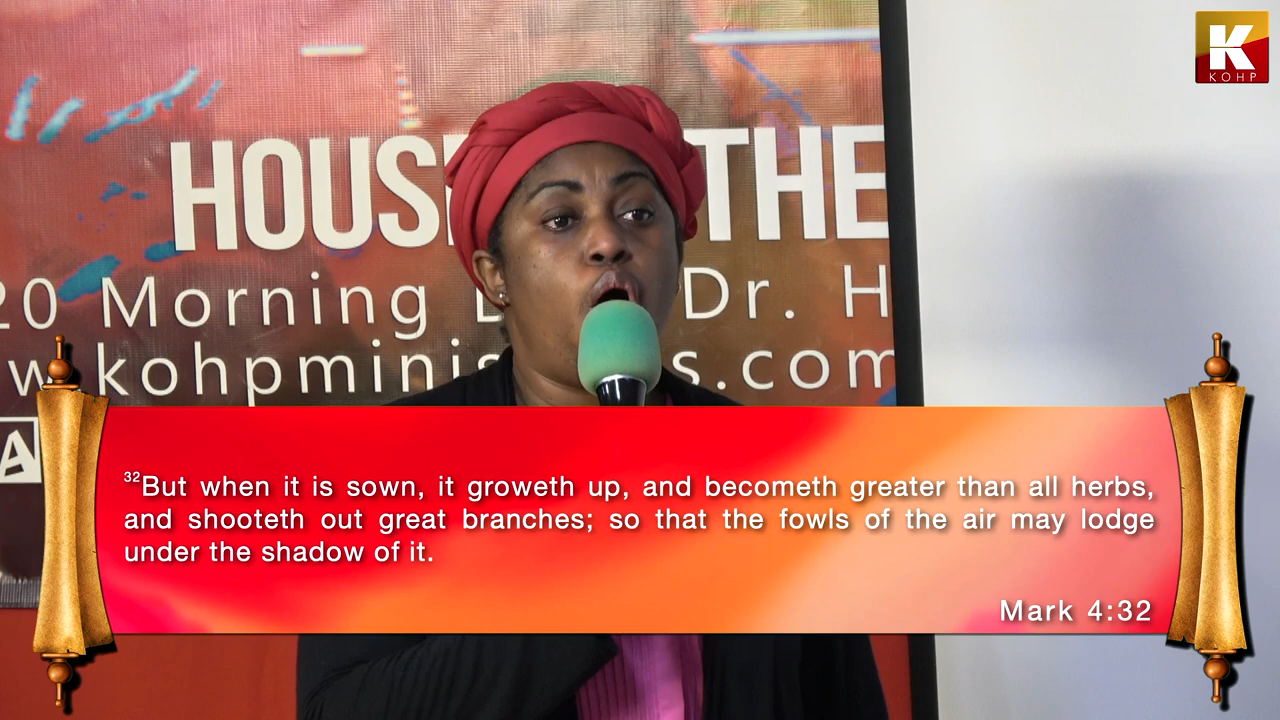 K
KOHP
HOUSE THE
20 Morning Dr. H
w.kohpminis s.com
A
32But when it is sown, it groweth up, and becometh greater than all herbs,
and shooteth out great branches; so that the fowls of the air may lodge
under the shadow of it.
Mark 4:32